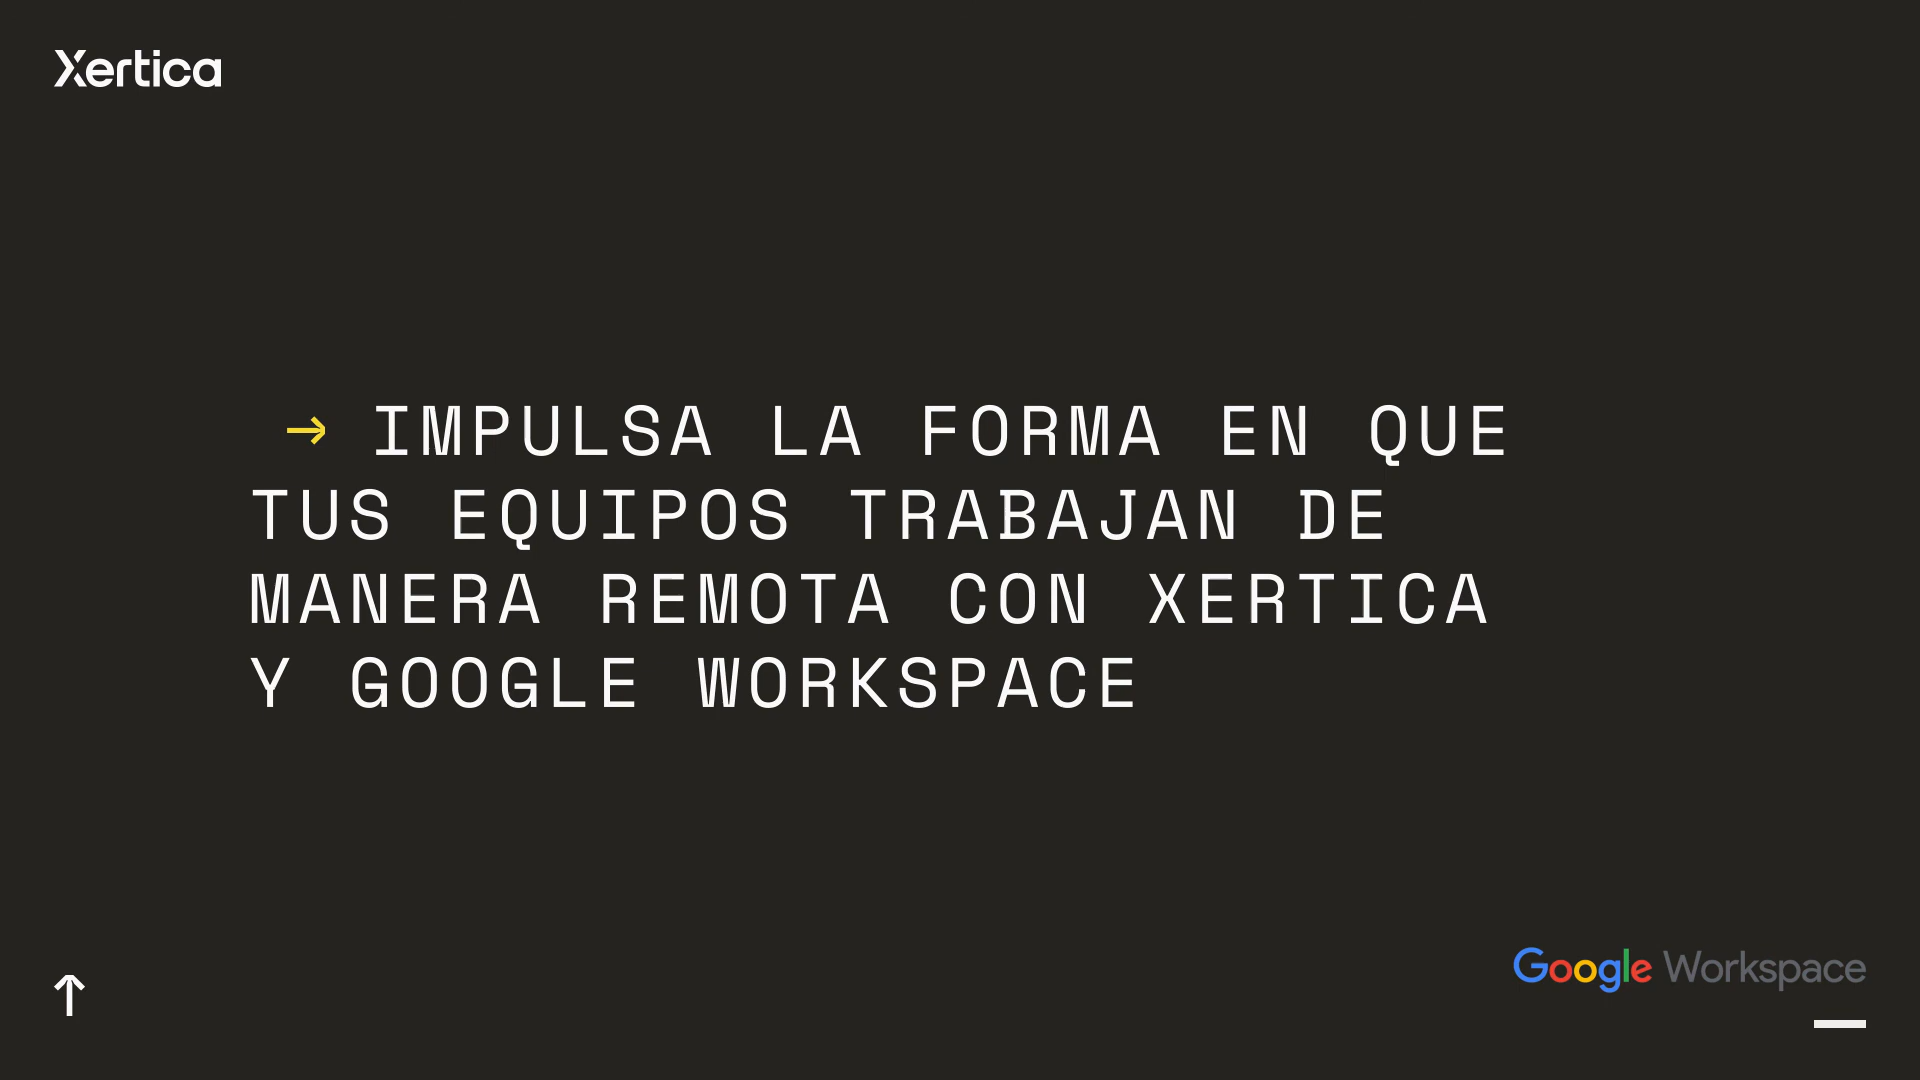 Xertica
→ IMPULSA LA FORMA EN QUE
TUS EQUIPOS TRABAJAN DE
MANERA REMOTA CON XERTICA
Y GOOGLE WORKSPACE
Google Workspace